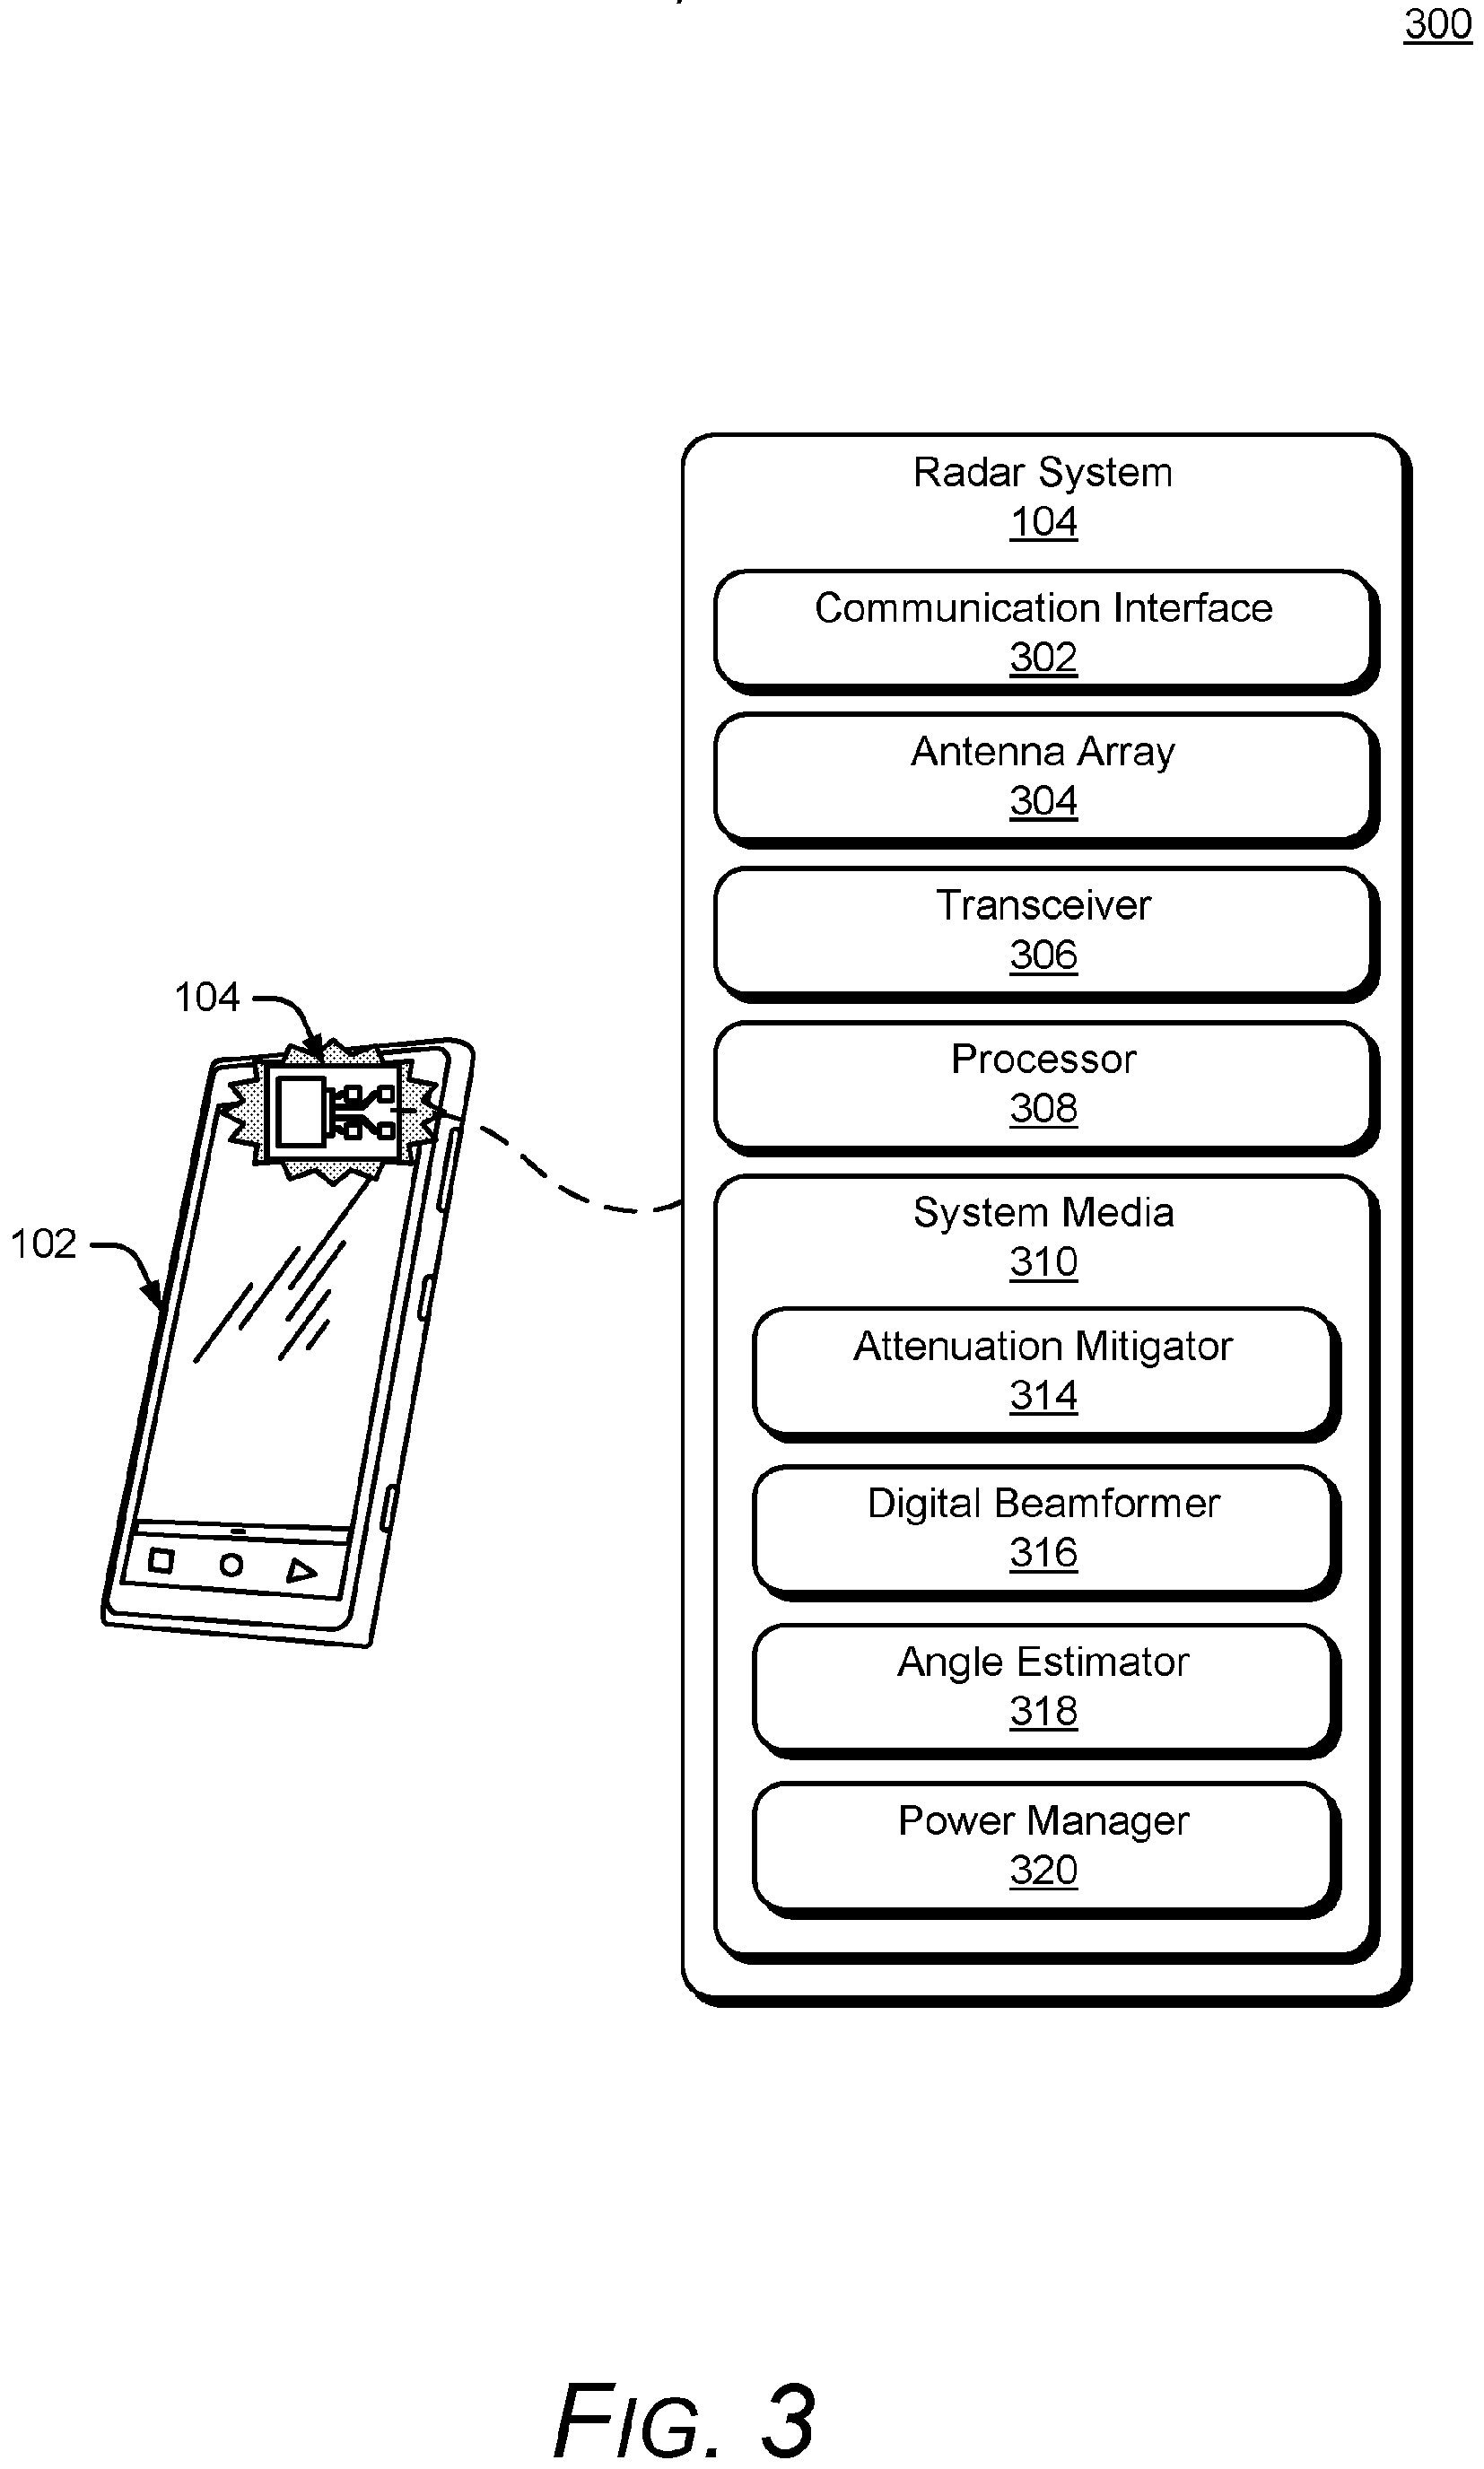 300
Radar System
104
Communication Interface
302
Antenna Array
304
Transceiver
306
Processor
308
System Media
310
Attenuation Mitigator
314
Digital Beamformer
316
Angle Estimator
318
Power Manager
320
104
102
FIG. 3